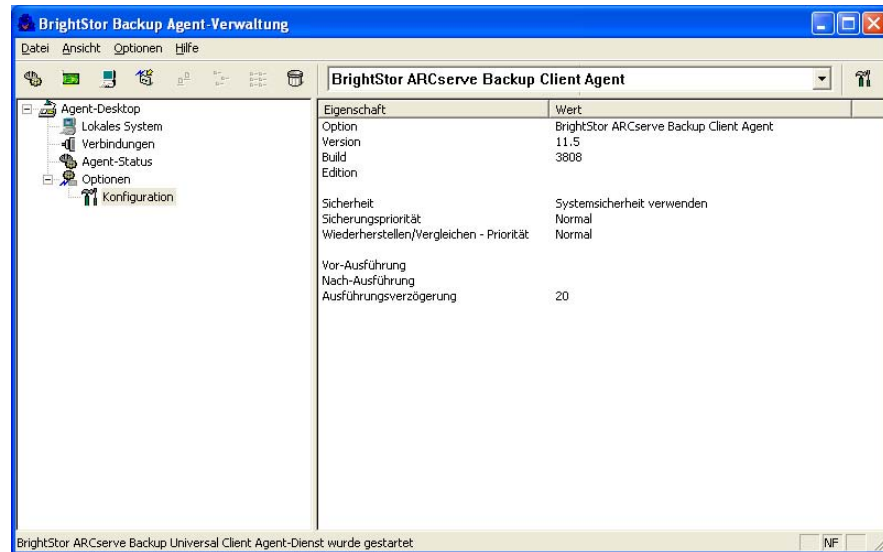 BrightStor Backup Agent-Verwaltung
Datei Ansicht Optionen Hilfe
BrightStor ARCserve Backup Client Agent
Agent-Desktop
Lokales System
Verbindungen
Agent-Status
Optionen
Konfiguration
Eigenschaft Wert
Option BrightStor ARCserve Backup Client Agent
Version 11.5
Build 3808
Edition
Sicherheit Systemsicherheit verwenden
Sicherungspriorität Normal
Wiederherstellen/Vergleichen - Priorität Normal
Vor-Ausführung
Nach-Ausführung
Ausführungsverzögerung 20
BrightStor ARCserve Backup Universal Client Agent-Dienst wurde gestartet NF